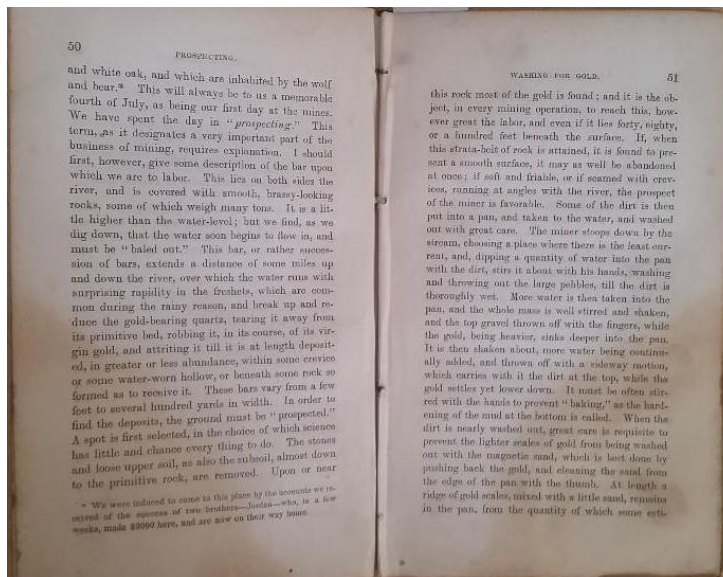 50
PROSPECTING.
and white oak, and which are inhabited by the wolf
and bear.* This will always be to us a memorable
fourth of July, as being our first day at the mines.
We have spent the day in "prospecting." This
term, as it designates a very important part of the
business of mining, requires explanation. I should
first, however, give some description of the bar upon
which we are to labor. This lies on both sides the
river, and is covered with smooth, brassy-looking
rocks, some of which weigh many tons. It is a lit-
tle higher than the water-level; but we find, as we
dig down, that the water soon begins to flow in, and
must be "baled out." This bar, or rather succes-
sion of bars, extends a distance of some miles up
and down the river, over which the water runs with
surprising rapidity in the freshets, which are com-
mon during the rainy reason, and break up and re-
duce the gold-bearing quartz, tearing it away from
its primitive bed, robbing it, in its course, of its vir-
gin gold, and attriting it till it is at length deposit-
ed, in greater or less abundance, within some crevice
or some water-worn hollow, or beneath some rock so
formed as to receive it. These bars vary from a few
feet to several hundred yards in width. In order to
find the deposits, the ground must be "prospected."
A spot is first selected, in the choice of which science
has little and chance every thing to do. The stones
and loose upper soil, as also the subsoil, almost down
to the primitive rock, are removed. Upon or near
* We were induced to come to this place by the accounts we re-
ceived of the success of two brothers—Jordan—who, in a few
weeks, made $3000 here, and are now on their way home.
WASHING FOR GOLD.
51
this rock most of the gold is found; and it is the ob-
ject, in every mining operation, to reach this, how-
ever great the labor, and even if it lies forty, eighty,
or a hundred feet beneath the surface. If, when
this strata-belt of rock is attained, it is found to pre-
sent a smooth surface, it may as well be abandoned
at once; if soft and friable, or if seamed with crev-
ices, running at angles with the river, the prospect
of the miner is favorable. Some of the dirt is then
put into a pan, and taken to the water, and washed
out with great care. The miner stoops down by the
stream, choosing a place where there is the least cur-
rent, and, dipping a quantity of water into the pan
with the dirt, stirs it about with his hands, washing
and throwing out the large pebbles, till the dirt is
thoroughly wet. More water is then taken into the
pan, and the whole mass is well stirred and shaken,
and the top gravel thrown off with the fingers, while
the gold, being heavier, sinks deeper into the pan.
It is then shaken about, more water being continu-
ally added, and thrown off with a sideway motion,
which carries with it the dirt at the top, while the
gold settles yet lower down. It must be often stir-
red with the hands to prevent "baking," as the hard-
ening of the mud at the bottom is called. When the
dirt is nearly washed out, great care is requisite to
prevent the lighter scales of gold from being washed
out with the magnetic sand, which is best done by
pushing back the gold, and cleaning the sand from
the edge of the pan with the thumb. At length a
ridge of gold scales, mixed with a little sand, remains
in the pan, from the quantity of which some esti-